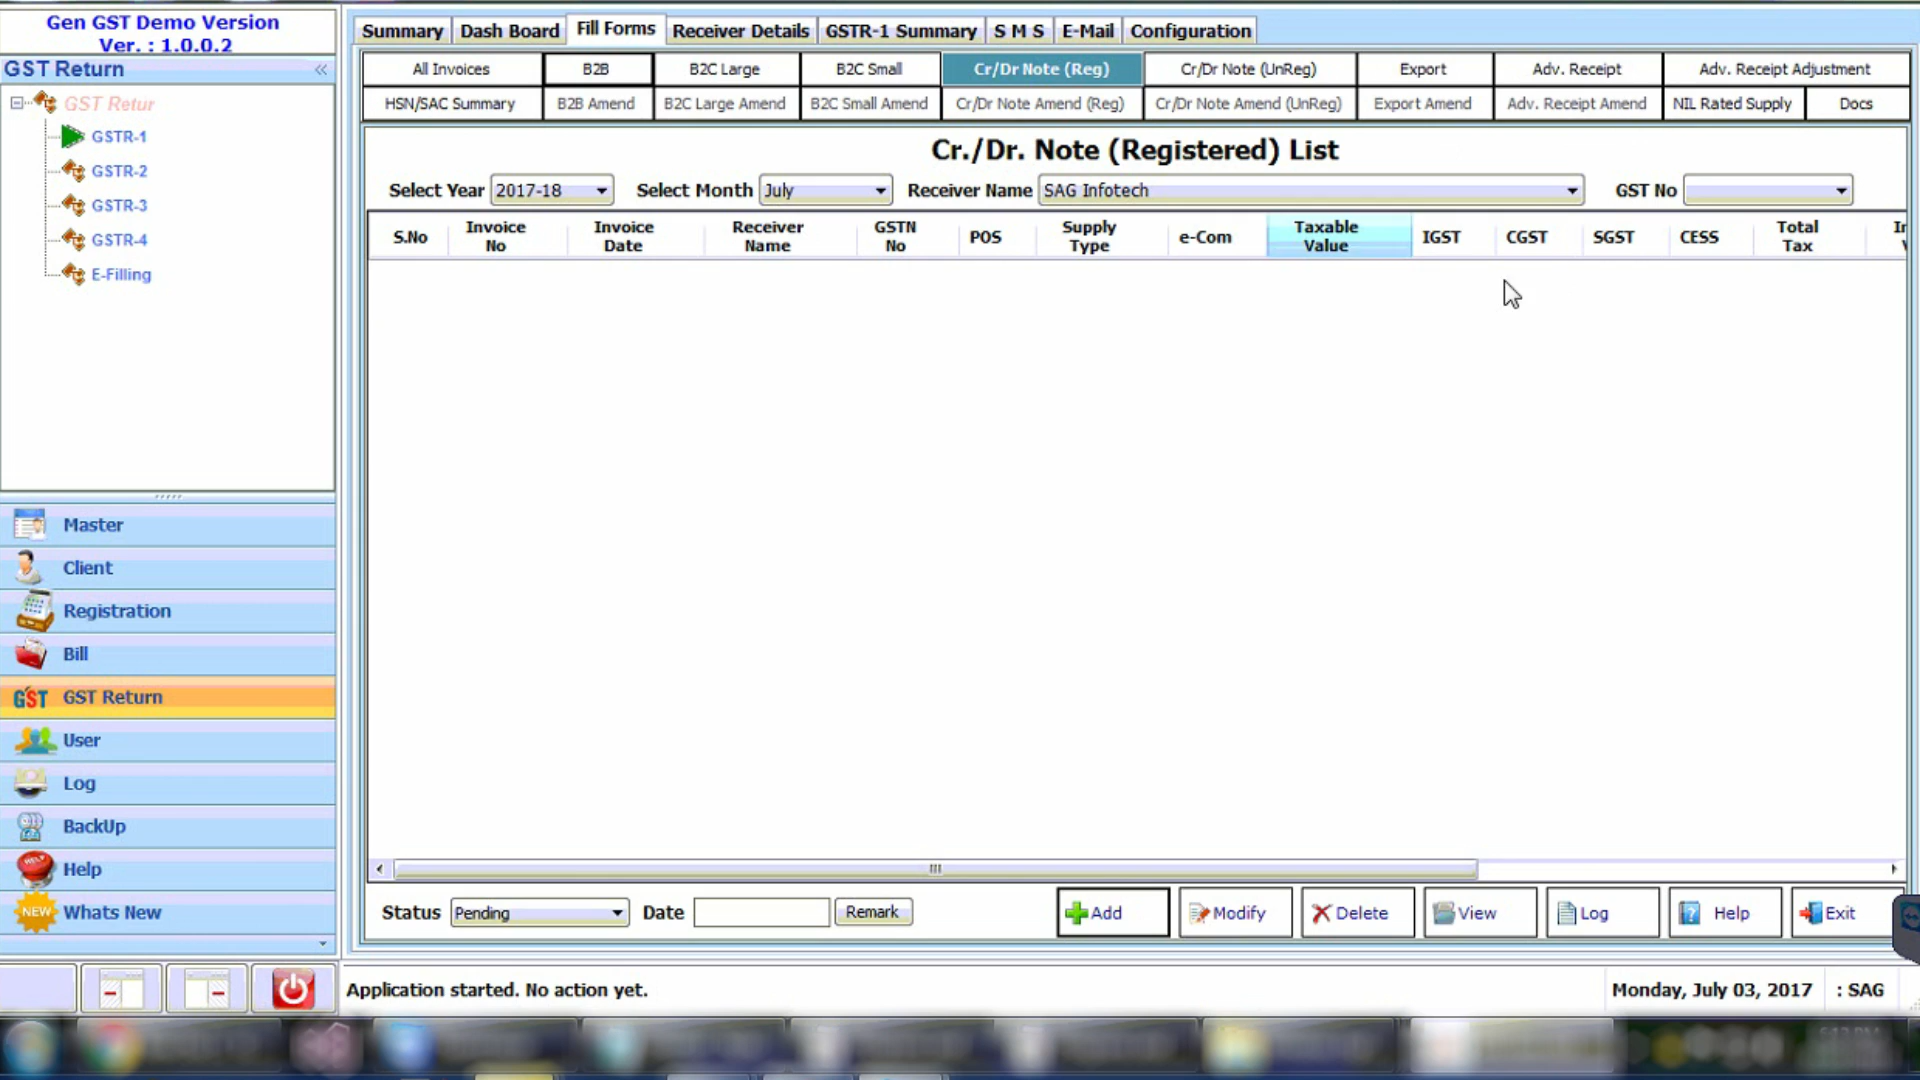 Gen GST Demo Version
Ver. : 1.0.0.2
GST Return
GST Retur
GSTR-1
GSTR-2
GSTR-3
GSTR-4
E-Filling
Master
Client
Registration
Bill
GST GST Return
User
Log
BackUp
HELP Help
NEW Whats New
Summary Dash Board Fill Forms Receiver Details GSTR-1 Summary S M S E-Mail Configuration
All Invoices B2B B2C Large B2C Small Cr/Dr Note (Reg) Cr/Dr Note (UnReg) Export Adv. Receipt Adv. Receipt Adjustment
HSN/SAC Summary B2B Amend B2C Large Amend B2C Small Amend Cr/Dr Note Amend (Reg) Cr/Dr Note Amend (UnReg) Export Amend Adv. Receipt Amend NIL Rated Supply Docs
Cr./Dr. Note (Registered) List
Select Year 2017-18 Select Month July Receiver Name SAG Infotech GST No
S.No Invoice No Invoice Date Receiver Name GSTN No POS Supply Type e-Com Taxable Value IGST CGST SGST CESS Total Tax
Status Pending Date Remark Add Modify Delete View Log Help Exit
Application started. No action yet. Monday, July 03, 2017 : SAG